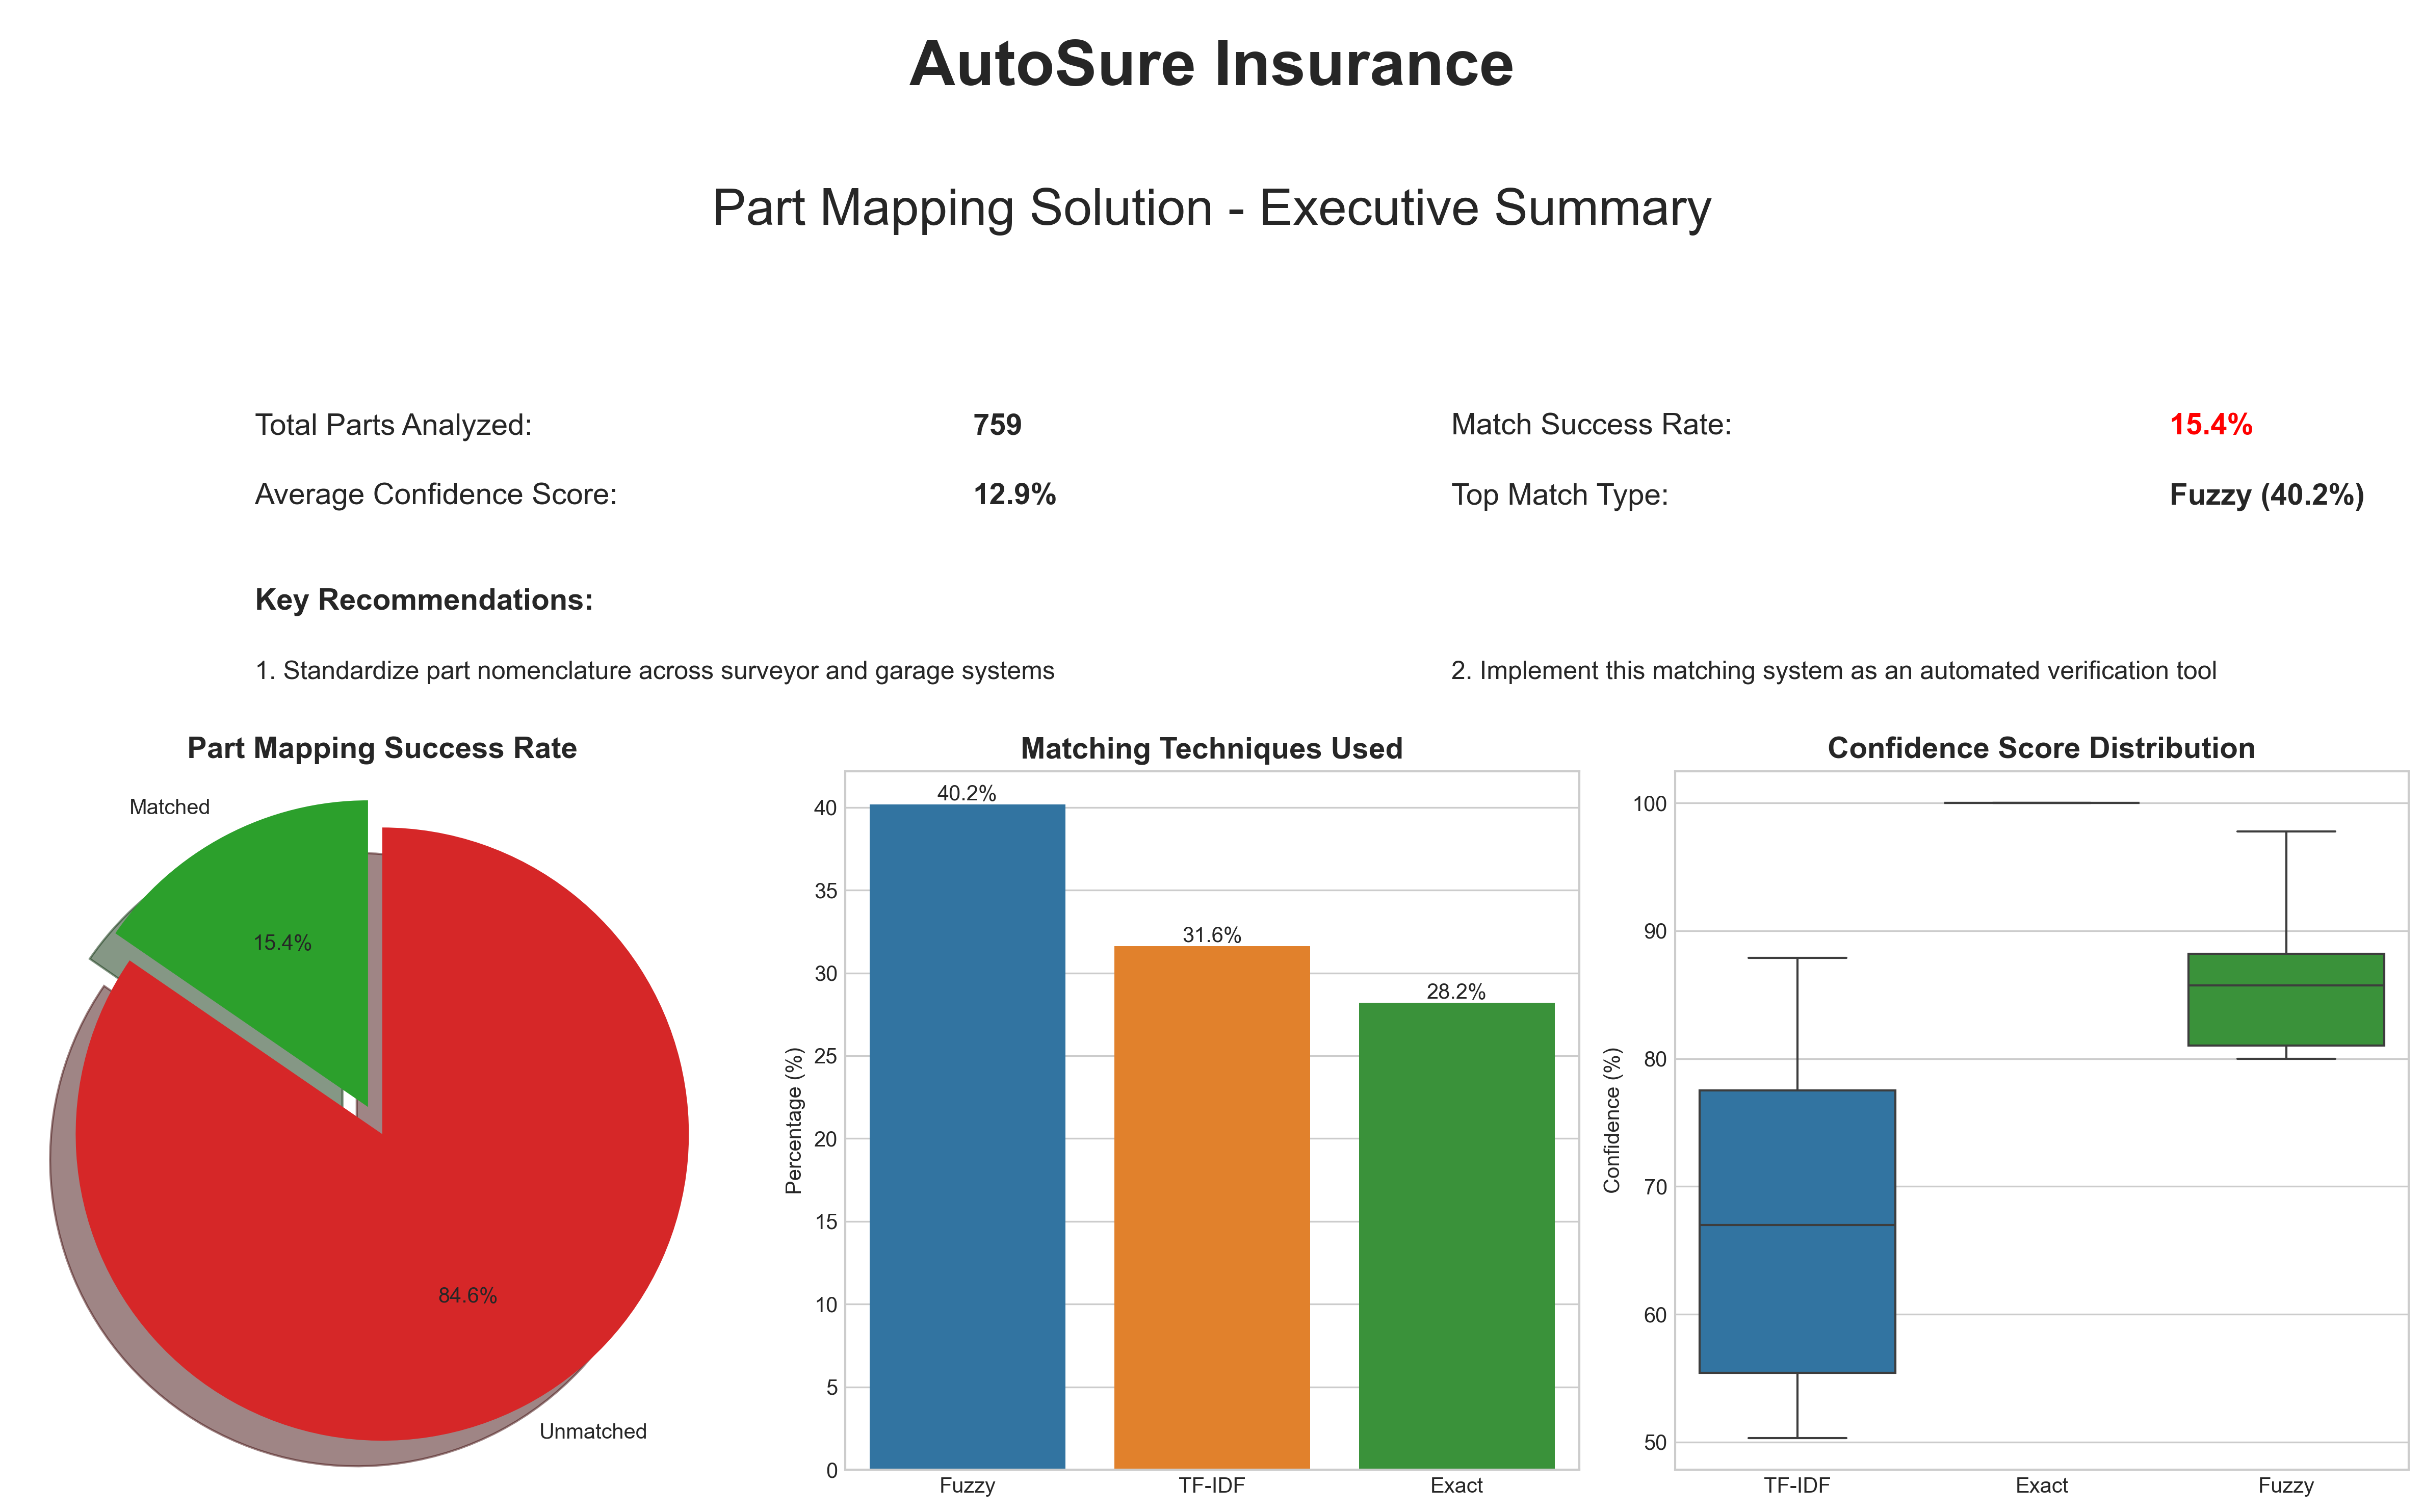 AutoSure Insurance
Part Mapping Solution - Executive Summary
Total Parts Analyzed: 759 Match Success Rate: 15.4%
Average Confidence Score: 12.9% Top Match Type: Fuzzy (40.2%)
Key Recommendations:
1. Standardize part nomenclature across surveyor and garage systems
2. Implement this matching system as an automated verification tool
Part Mapping Success Rate
Matched
15.4%
84.6%
Unmatched
Matching Techniques Used
Percentage (%)
40
35
30
25
20
15
10
5
0
40.2%
31.6%
28.2%
Fuzzy TF-IDF Exact
Confidence Score Distribution
Confidence (%)
100
90
80
70
60
50
TF-IDF Exact Fuzzy